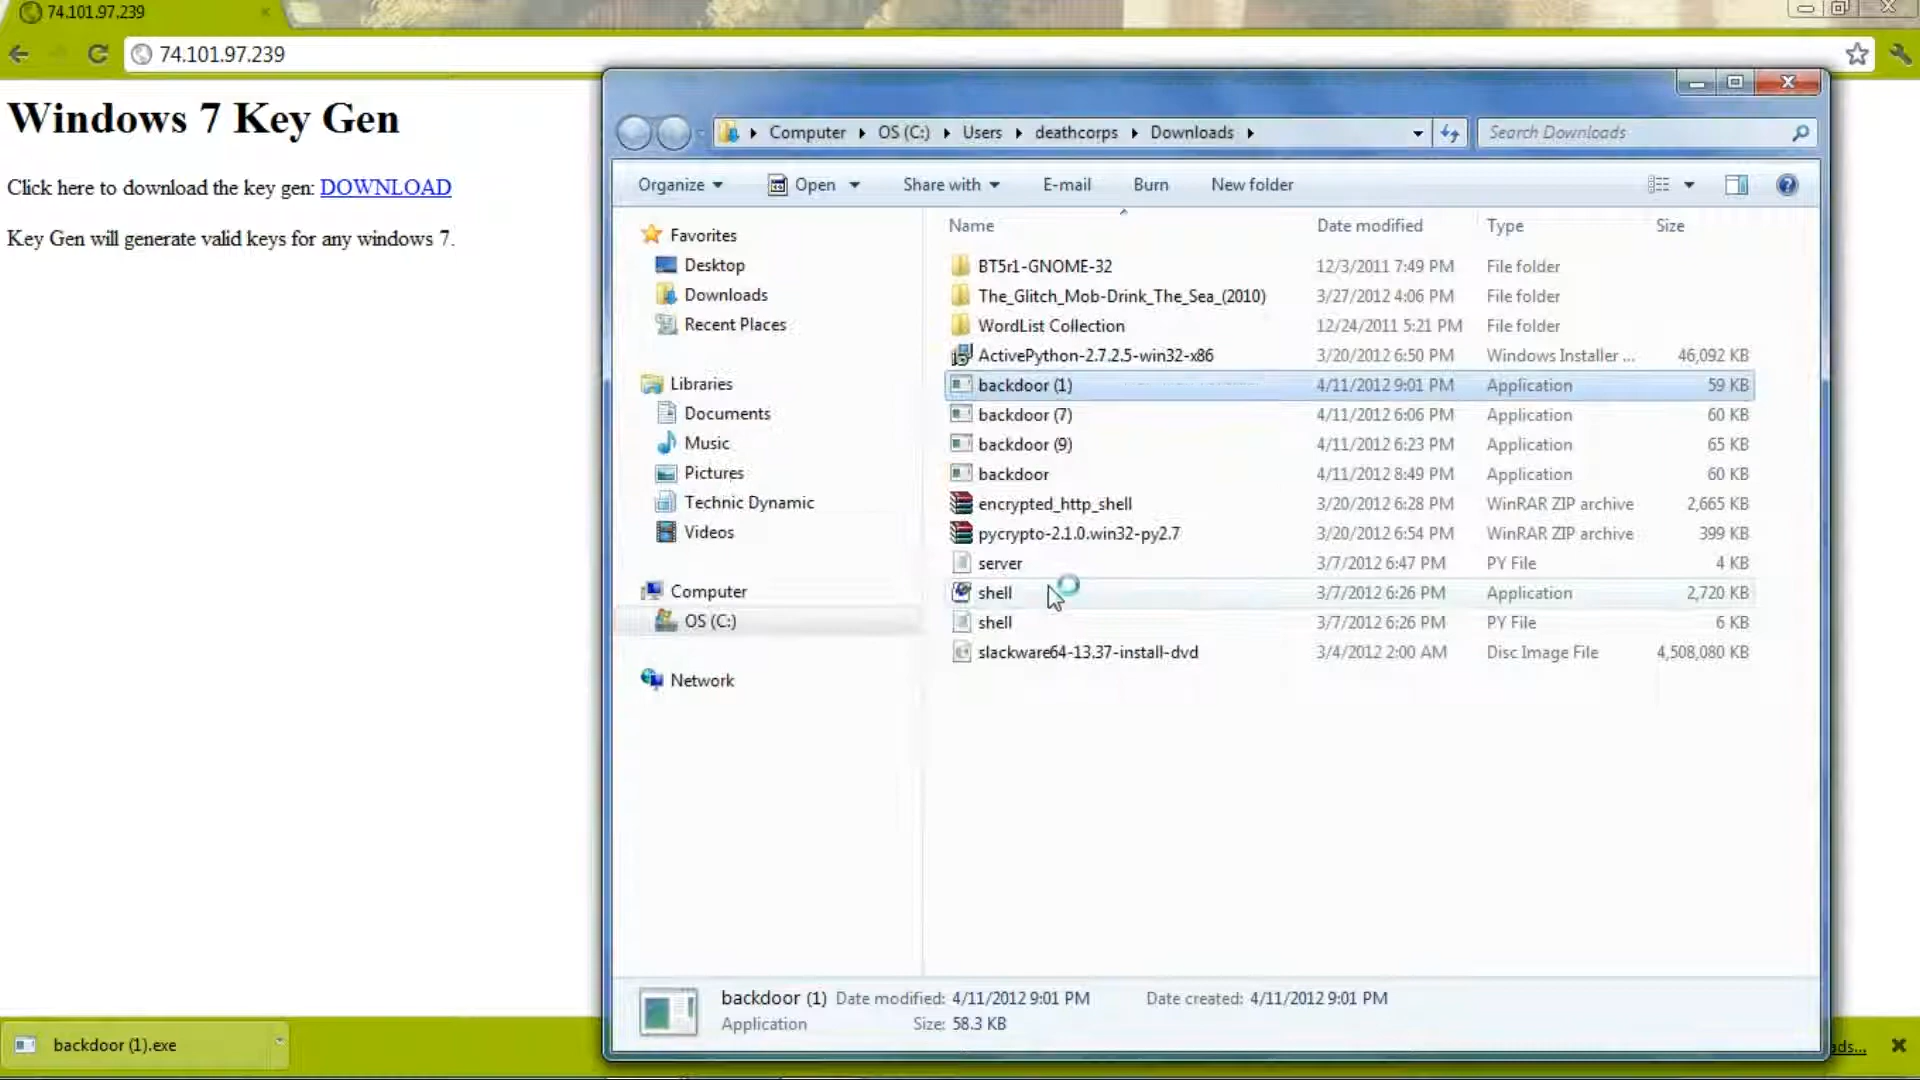 74.101.97.239
74.101.97.239
Windows 7 Key Gen
Click here to download the key gen: DOWNLOAD
Key Gen will generate valid keys for any windows 7.
Computer OS (C:) Users deathcorps Downloads
Search Downloads
Organize Open Share with E-mail Burn New folder
Favorites
Desktop
Downloads
Recent Places
Libraries
Documents
Music
Pictures
Technic Dynamic
Videos
Computer
OS (C:)
Network
Name Date modified Type Size
BT5r1-GNOME-32 12/3/2011 7:49 PM File folder
The_Glitch_Mob-Drink_The_Sea_(2010) 3/27/2012 4:06 PM File folder
WordList Collection 12/24/2011 5:21 PM File folder
ActivePython-2.7.2.5-win32-x86 3/20/2012 6:50 PM Windows Installer ... 46,092 KB
backdoor (1) 4/11/2012 9:01 PM Application 59 KB
backdoor (7) 4/11/2012 6:06 PM Application 60 KB
backdoor (9) 4/11/2012 6:23 PM Application 65 KB
backdoor 4/11/2012 8:49 PM Application 60 KB
encrypted_http_shell 3/20/2012 6:28 PM WinRAR ZIP archive 2,665 KB
pycrypto-2.1.0.win32-py2.7 3/20/2012 6:54 PM WinRAR ZIP archive 399 KB
server 3/7/2012 6:47 PM PY File 4 KB
shell 3/7/2012 6:26 PM Application 2,720 KB
shell 3/7/2012 6:26 PM PY File 6 KB
slackware64-13.37-install-dvd 3/4/2012 2:00 AM Disc Image File 4,508,080 KB
backdoor (1) Date modified: 4/11/2012 9:01 PM Date created: 4/11/2012 9:01 PM
Application Size: 58.3 KB
backdoor (1).exe
ads...